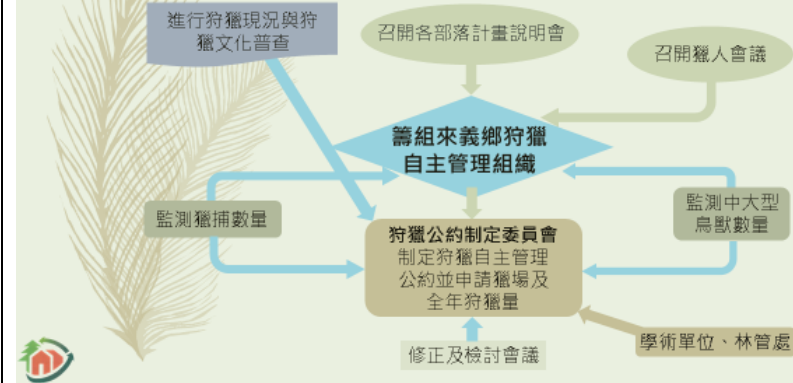 進行狩獵現況與狩
獵文化普查
召開各部落計畫說明會
召開獵人會議
籌組來義鄉狩獵
自主管理組織
監測獵捕數量
監測中大型
鳥獸數量
狩獵公約制定委員會
制定狩獵自主管理
公約並申請獵場及
全年狩獵量
修正及檢討會議
學術單位、林管處